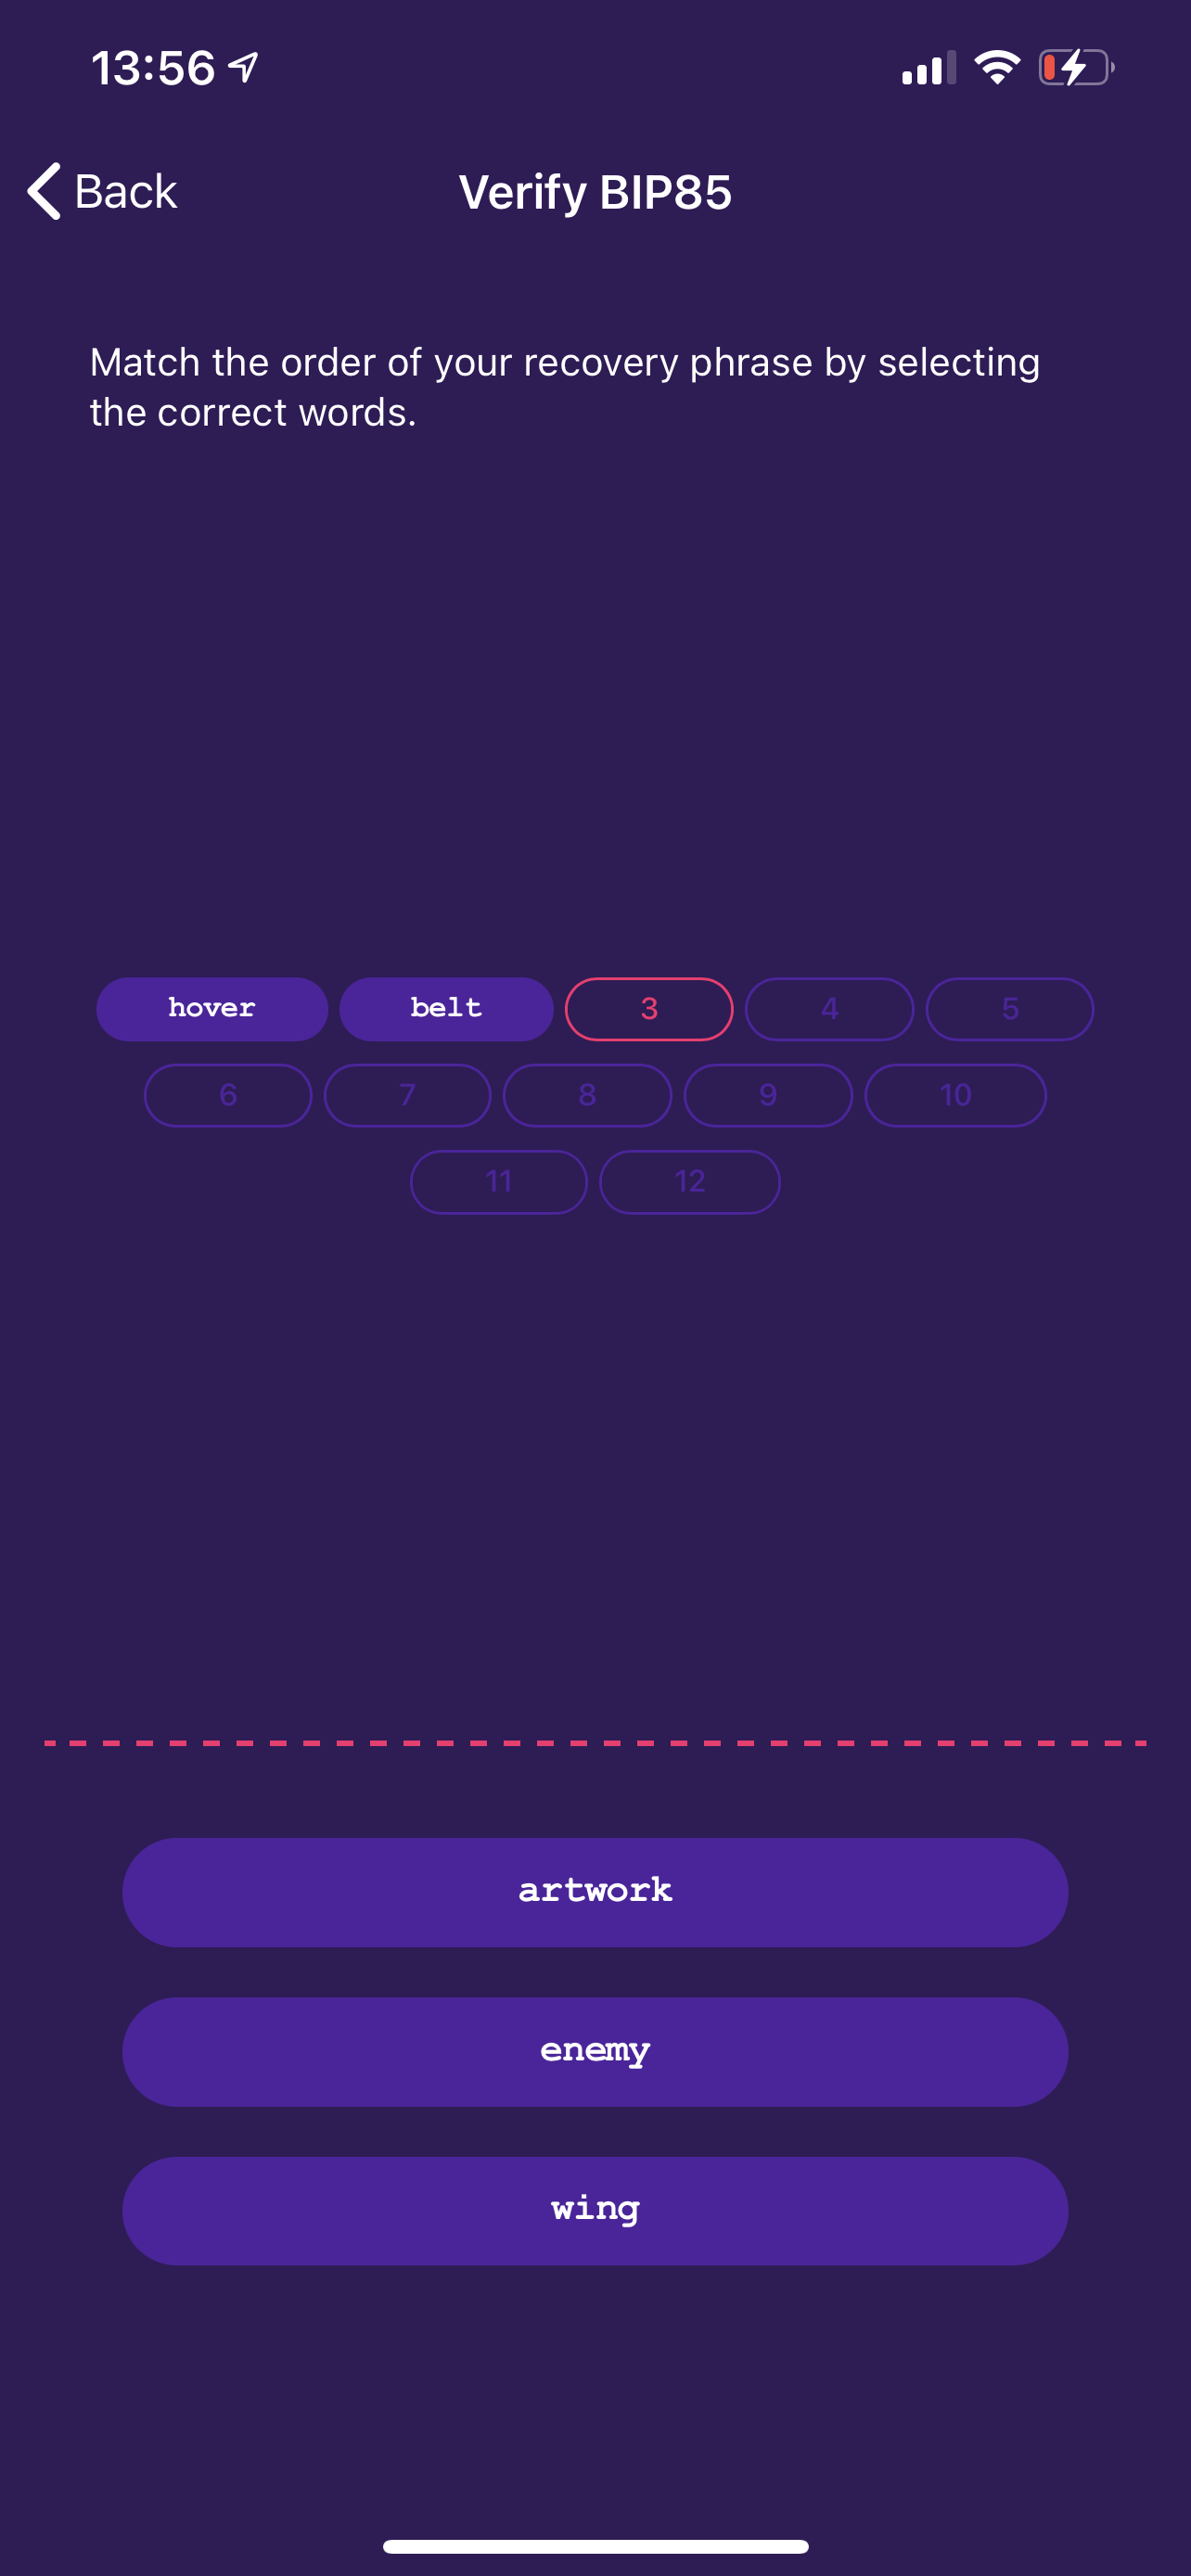 13:56
Back
Verify BIP85
Match the order of your recovery phrase by selecting
the correct words.
hover belt 3 4 5
6 7 8 9 10
11 12
artwork
enemy
wing